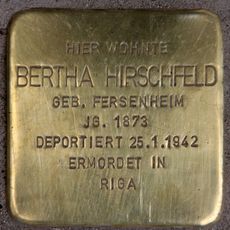 HIER WOHNTE
BERTHA HIRSCHFELD
GEB. FERSENHEIM
JG. 1873
DEPORTIERT 25.1.1942
ERMORDET IN
RIGA